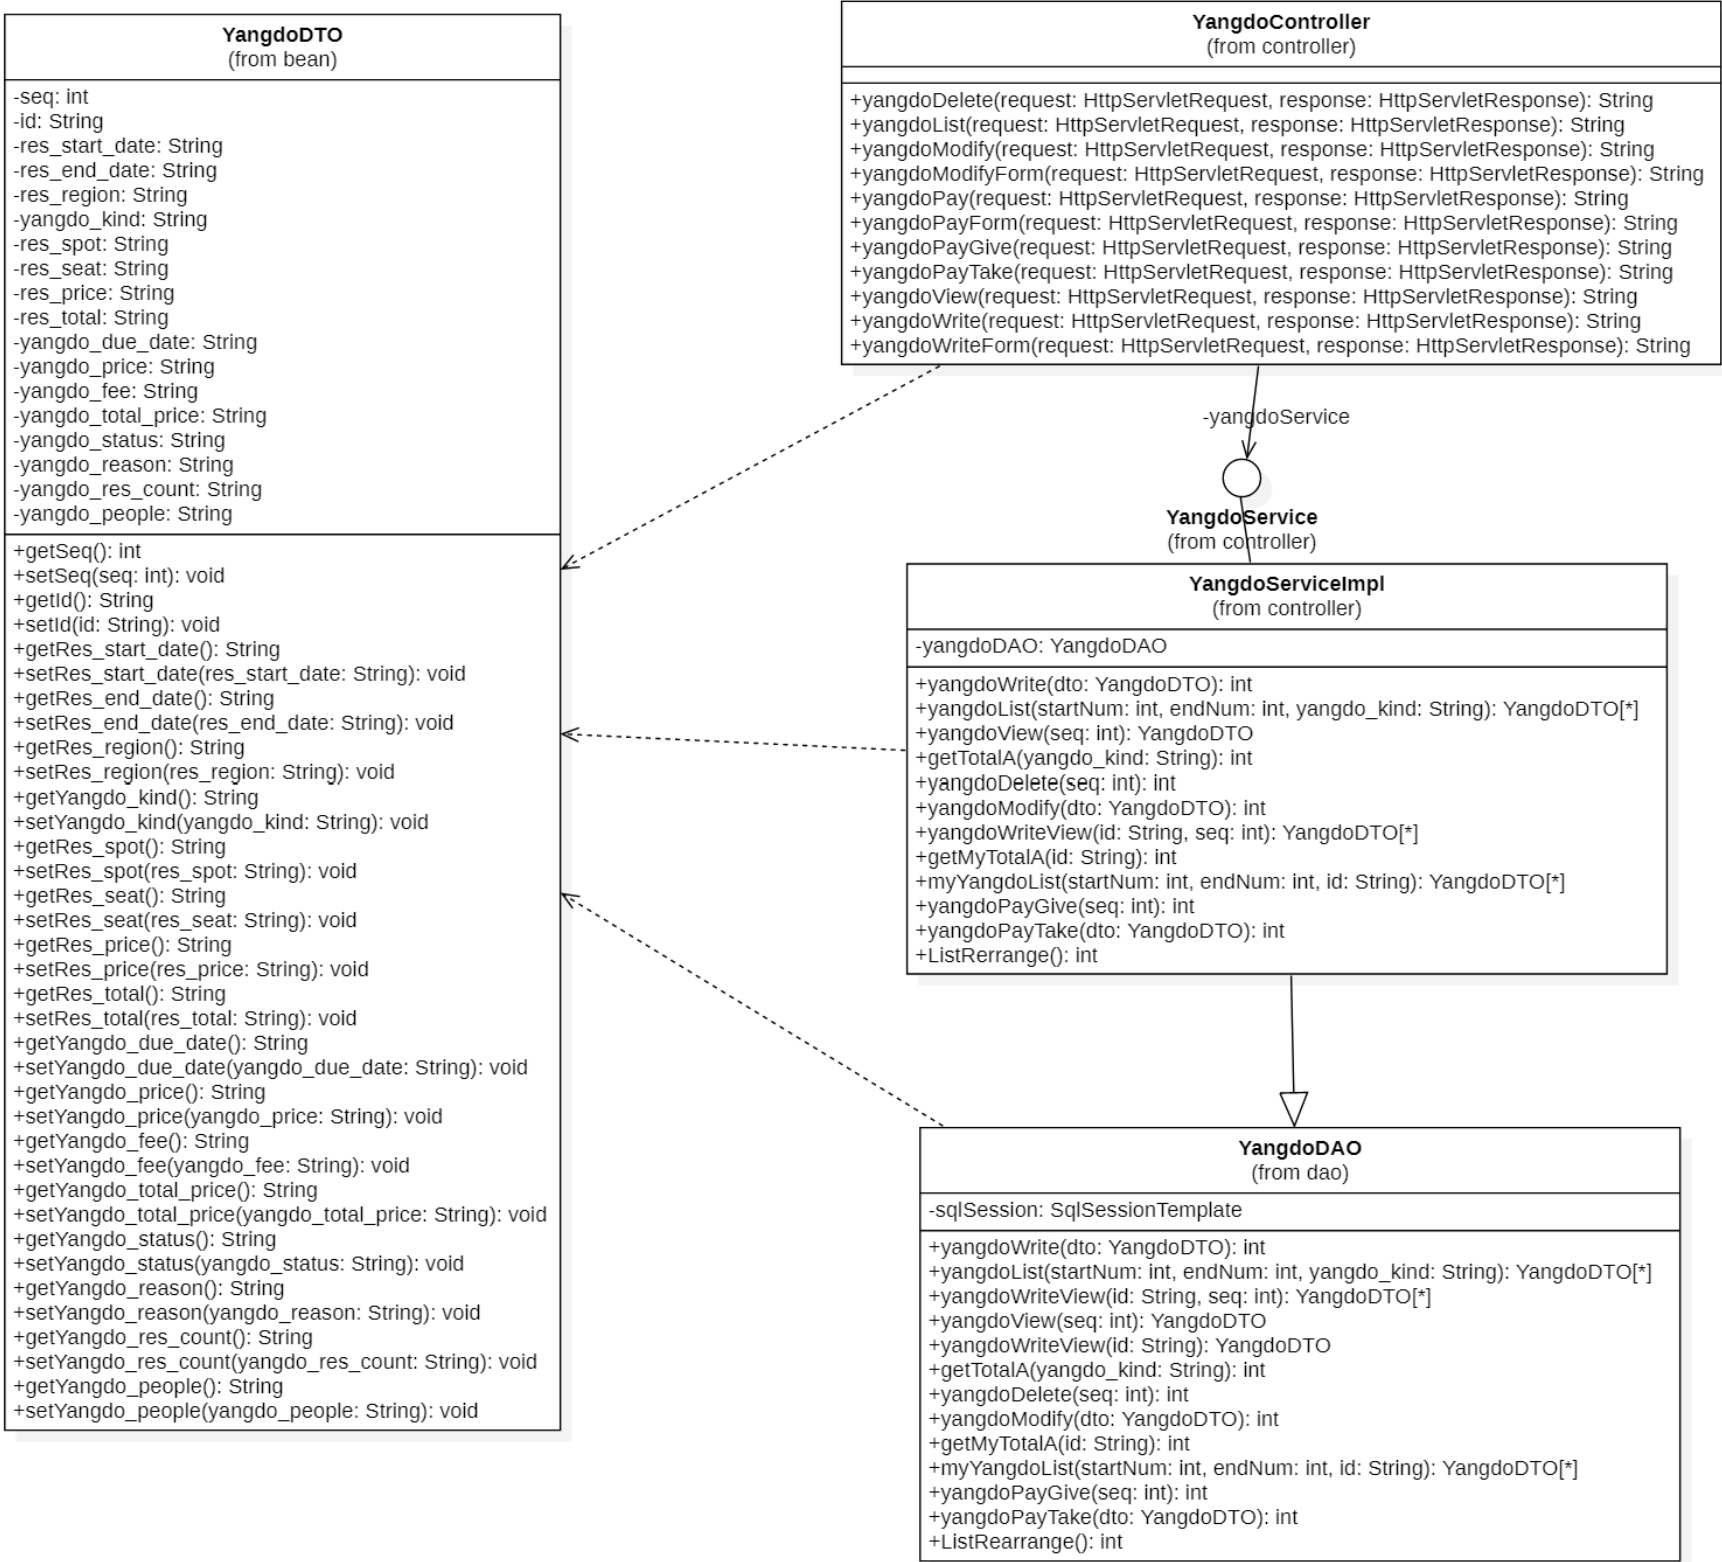 YangdoDTO
(from bean)
-seq: int
-id: String
-res_start_date: String
-res_end_date: String
-res_region: String
-yangdo_kind: String
-res_spot: String
-res_seat: String
-res_price: String
-res_total: String
-yangdo_due_date: String
-yangdo_price: String
-yangdo_fee: String
-yangdo_total_price: String
-yangdo_status: String
-yangdo_reason: String
-yangdo_res_count: String
-yangdo_people: String
+getSeq(): int
+setSeq(seq: int): void
+getId(): String
+setId(id: String): void
+getRes_start_date(): String
+setRes_start_date(res_start_date: String): void
+getRes_end_date(): String
+setRes_end_date(res_end_date: String): void
+getRes_region(): String
+setRes_region(res_region: String): void
+getYangdo_kind(): String
+setYangdo_kind(yangdo_kind: String): void
+getRes_spot(): String
+setRes_spot(res_spot: String): void
+getRes_seat(): String
+setRes_seat(res_seat: String): void
+getRes_price(): String
+setRes_price(res_price: String): void
+getRes_total(): String
+setRes_total(res_total: String): void
+getYangdo_due_date(): String
+setYangdo_due_date(yangdo_due_date: String): void
+getYangdo_price(): String
+setYangdo_price(yangdo_price: String): void
+getYangdo_fee(): String
+setYangdo_fee(yangdo_fee: String): void
+getYangdo_total_price(): String
+setYangdo_total_price(yangdo_total_price: String): void
+getYangdo_status(): String
+setYangdo_status(yangdo_status: String): void
+getYangdo_reason(): String
+setYangdo_reason(yangdo_reason: String): void
+getYangdo_res_count(): String
+setYangdo_res_count(yangdo_res_count: String): void
+getYangdo_people(): String
+setYangdo_people(yangdo_people: String): void
YangdoController
(from controller)
+yangdoDelete(request: HttpServletRequest, response: HttpServletResponse): String
+yangdoList(request: HttpServletRequest, response: HttpServletResponse): String
+yangdoModify(request: HttpServletRequest, response: HttpServletResponse): String
+yangdoModifyForm(request: HttpServletRequest, response: HttpServletResponse): String
+yangdoPay(request: HttpServletRequest, response: HttpServletResponse): String
+yangdoPayForm(request: HttpServletRequest, response: HttpServletResponse): String
+yangdoPayGive(request: HttpServletRequest, response: HttpServletResponse): String
+yangdoPayTake(request: HttpServletRequest, response: HttpServletResponse): String
+yangdoView(request: HttpServletRequest, response: HttpServletResponse): String
+yangdoWrite(request: HttpServletRequest, response: HttpServletResponse): String
+yangdoWriteForm(request: HttpServletRequest, response: HttpServletResponse): String
-yangdoService
YangdoService
(from controller)
YangdoServiceImpl
(from controller)
-yangdoDAO: YangdoDAO
+yangdoWrite(dto: YangdoDTO): int
+yangdoList(startNum: int, endNum: int, yangdo_kind: String): YangdoDTO[*]
+yangdoView(seq: int): YangdoDTO
+getTotalA(yangdo_kind: String): int
+yangdoDelete(seq: int): int
+yangdoModify(dto: YangdoDTO): int
+yangdoWriteView(id: String, seq: int): YangdoDTO[*]
+getMyTotalA(id: String): int
+myYangdoList(startNum: int, endNum: int, id: String): YangdoDTO[*]
+yangdoPayGive(seq: int): int
+yangdoPayTake(dto: YangdoDTO): int
+ListRerrange(): int
YangdoDAO
(from dao)
-sqlSession: SqlSessionTemplate
+yangdoWrite(dto: YangdoDTO): int
+yangdoList(startNum: int, endNum: int, yangdo_kind: String): YangdoDTO[*]
+yangdoWriteView(id: String, seq: int): YangdoDTO[*]
+yangdoView(seq: int): YangdoDTO
+yangdoWriteView(id: String): YangdoDTO
+getTotalA(yangdo_kind: String): int
+yangdoDelete(seq: int): int
+yangdoModify(dto: YangdoDTO): int
+getMyTotalA(id: String): int
+myYangdoList(startNum: int, endNum: int, id: String): YangdoDTO[*]
+yangdoPayGive(seq: int): int
+yangdoPayTake(dto: YangdoDTO): int
+ListRearrange(): int